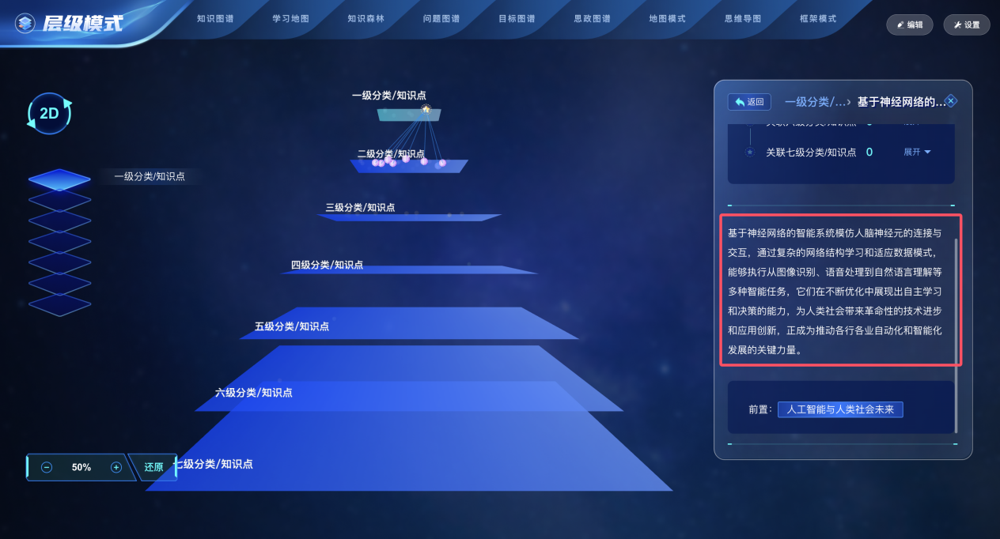 层级模式
知识图谱
学习地图
知识森林
问题图谱
目标图谱
思政图谱
地图模式
思维导图
框架模式
编辑
设置
2D
一级分类/知识点
一级分类/知识点
二级分类/知识点
三级分类/知识点
四级分类/知识点
五级分类/知识点
六级分类/知识点
七级分类/知识点
50%
还原
返回
一级分类/...› 基于神经网络的...
关联七级分类/知识点 0 展开
基于神经网络的智能系统模仿人脑神经元的连接与
交互，通过复杂的网络结构学习和适应数据模式，
能够执行从图像识别、语音处理到自然语言理解等
多种智能任务，它们在不断优化中展现出自主学习
和决策的能力，为人类社会带来革命性的技术进步
和应用创新，正成为推动各行各业自动化和智能化
发展的关键力量。
前置： 人工智能与人类社会未来